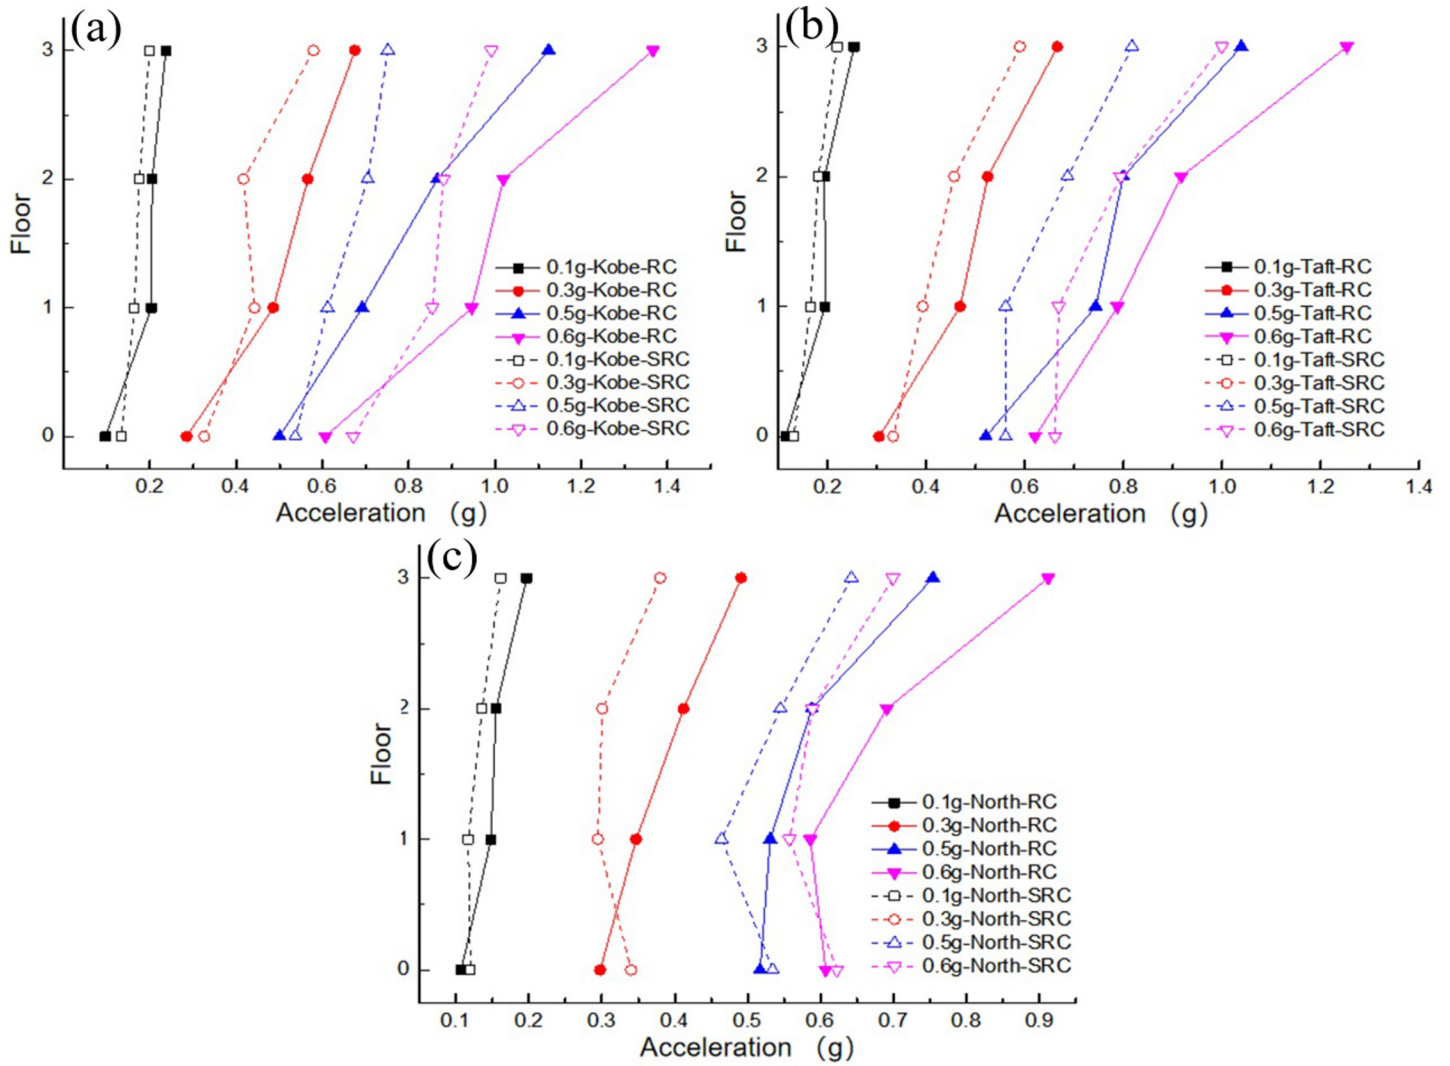 (a)
3
2
1
0
Floor
0.1g-Kobe-RC
0.3g-Kobe-RC
0.5g-Kobe-RC
0.6g-Kobe-RC
0.1g-Kobe-SRC
0.3g-Kobe-SRC
0.5g-Kobe-SRC
0.6g-Kobe-SRC
0.2 0.4 0.6 0.8 1.0 1.2 1.4
Acceleration （g）
(b)
3
2
1
0
Floor
0.1g-Taft-RC
0.3g-Taft-RC
0.5g-Taft-RC
0.6g-Taft-RC
0.1g-Taft-SRC
0.3g-Taft-SRC
0.5g-Taft-SRC
0.6g-Taft-SRC
0.2 0.4 0.6 0.8 1.0 1.2 1.4
Acceleration （g）
(c)
3
2
1
0
Floor
0.1g-North-RC
0.3g-North-RC
0.5g-North-RC
0.6g-North-RC
0.1g-North-SRC
0.3g-North-SRC
0.5g-North-SRC
0.6g-North-SRC
0.1 0.2 0.3 0.4 0.5 0.6 0.7 0.8 0.9
Acceleration （g）